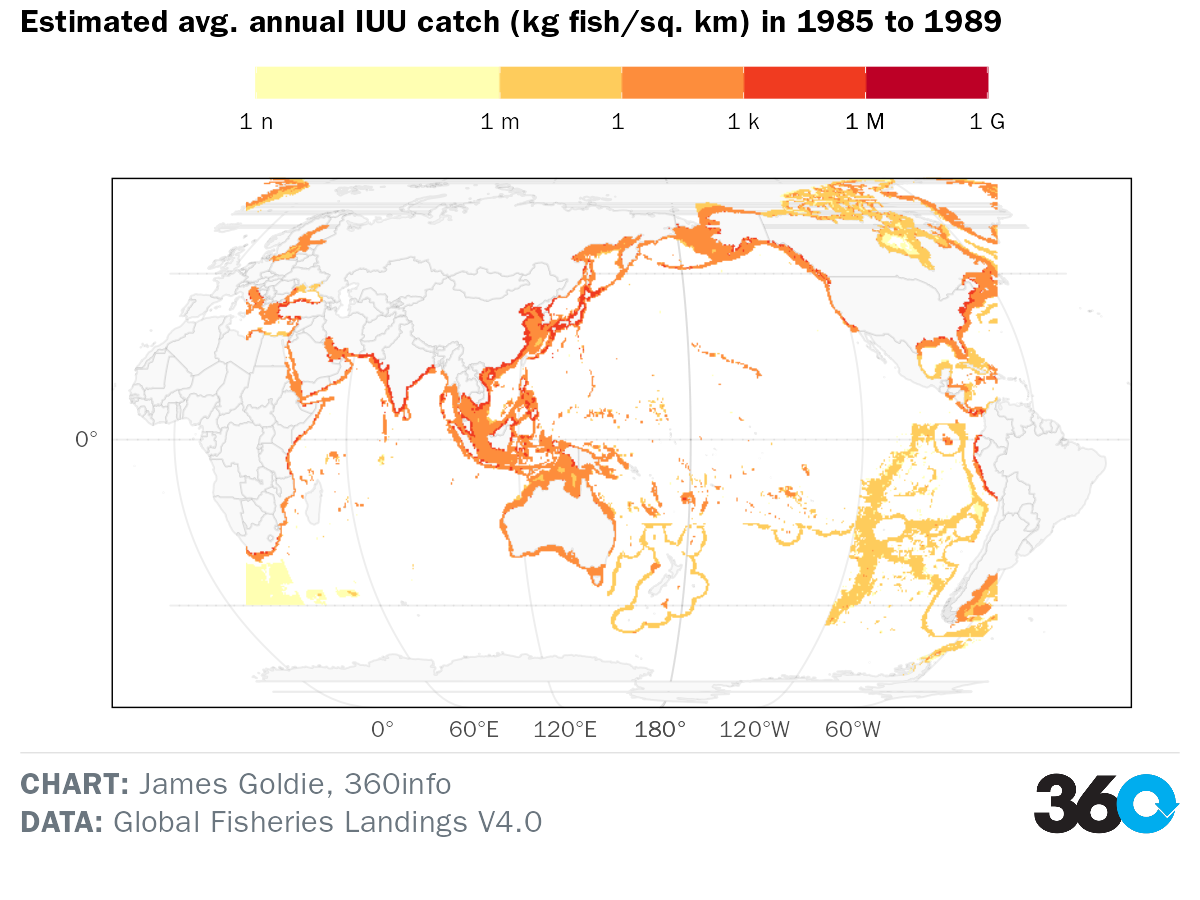 Estimated avg. annual IUU catch (kg fish/sq. km) in 1985 to 1989
1 n 1 m 1 1 k 1 M 1 G
0°
0° 60°E 120°E 180° 120°W 60°W
CHART: James Goldie, 360info
DATA: Global Fisheries Landings V4.0
360